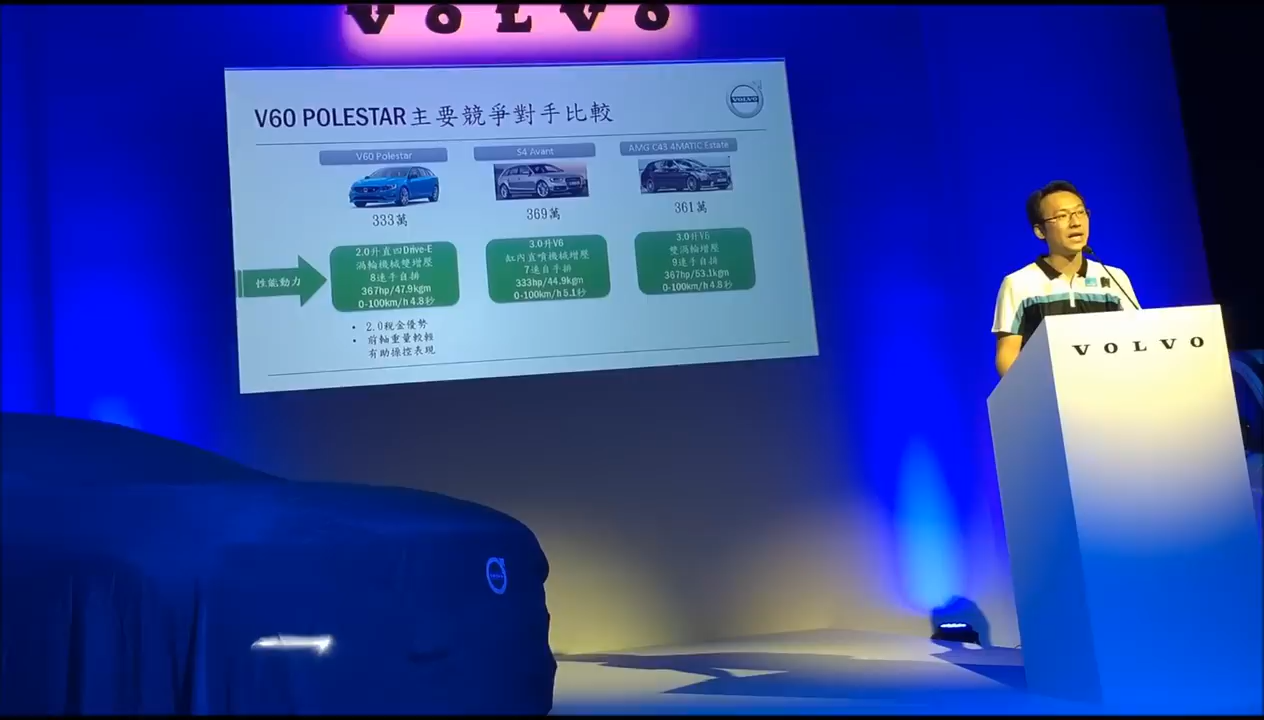 VOLVO
V60 POLESTAR主要競爭對手比較
VOLVO
V60 Polestar
S4 Avant
AMG C43 4MATIC Estate
333萬
369萬
361萬
性能動力
2.0升直四Drive-E
渦輪機械雙增壓
8速手自排
367hp/47.9kgm
0-100km/h 4.8秒
3.0升V6
缸內直噴機械增壓
7速自手排
333hp/44.9kgm
0-100km/h 5.1秒
3.0升V6
雙渦輪增壓
9速手自排
367hp/53.1kgm
0-100km/h 4.8秒
• 2.0稅金優勢
• 前軸重量較輕
有助操控表現
VOLVO